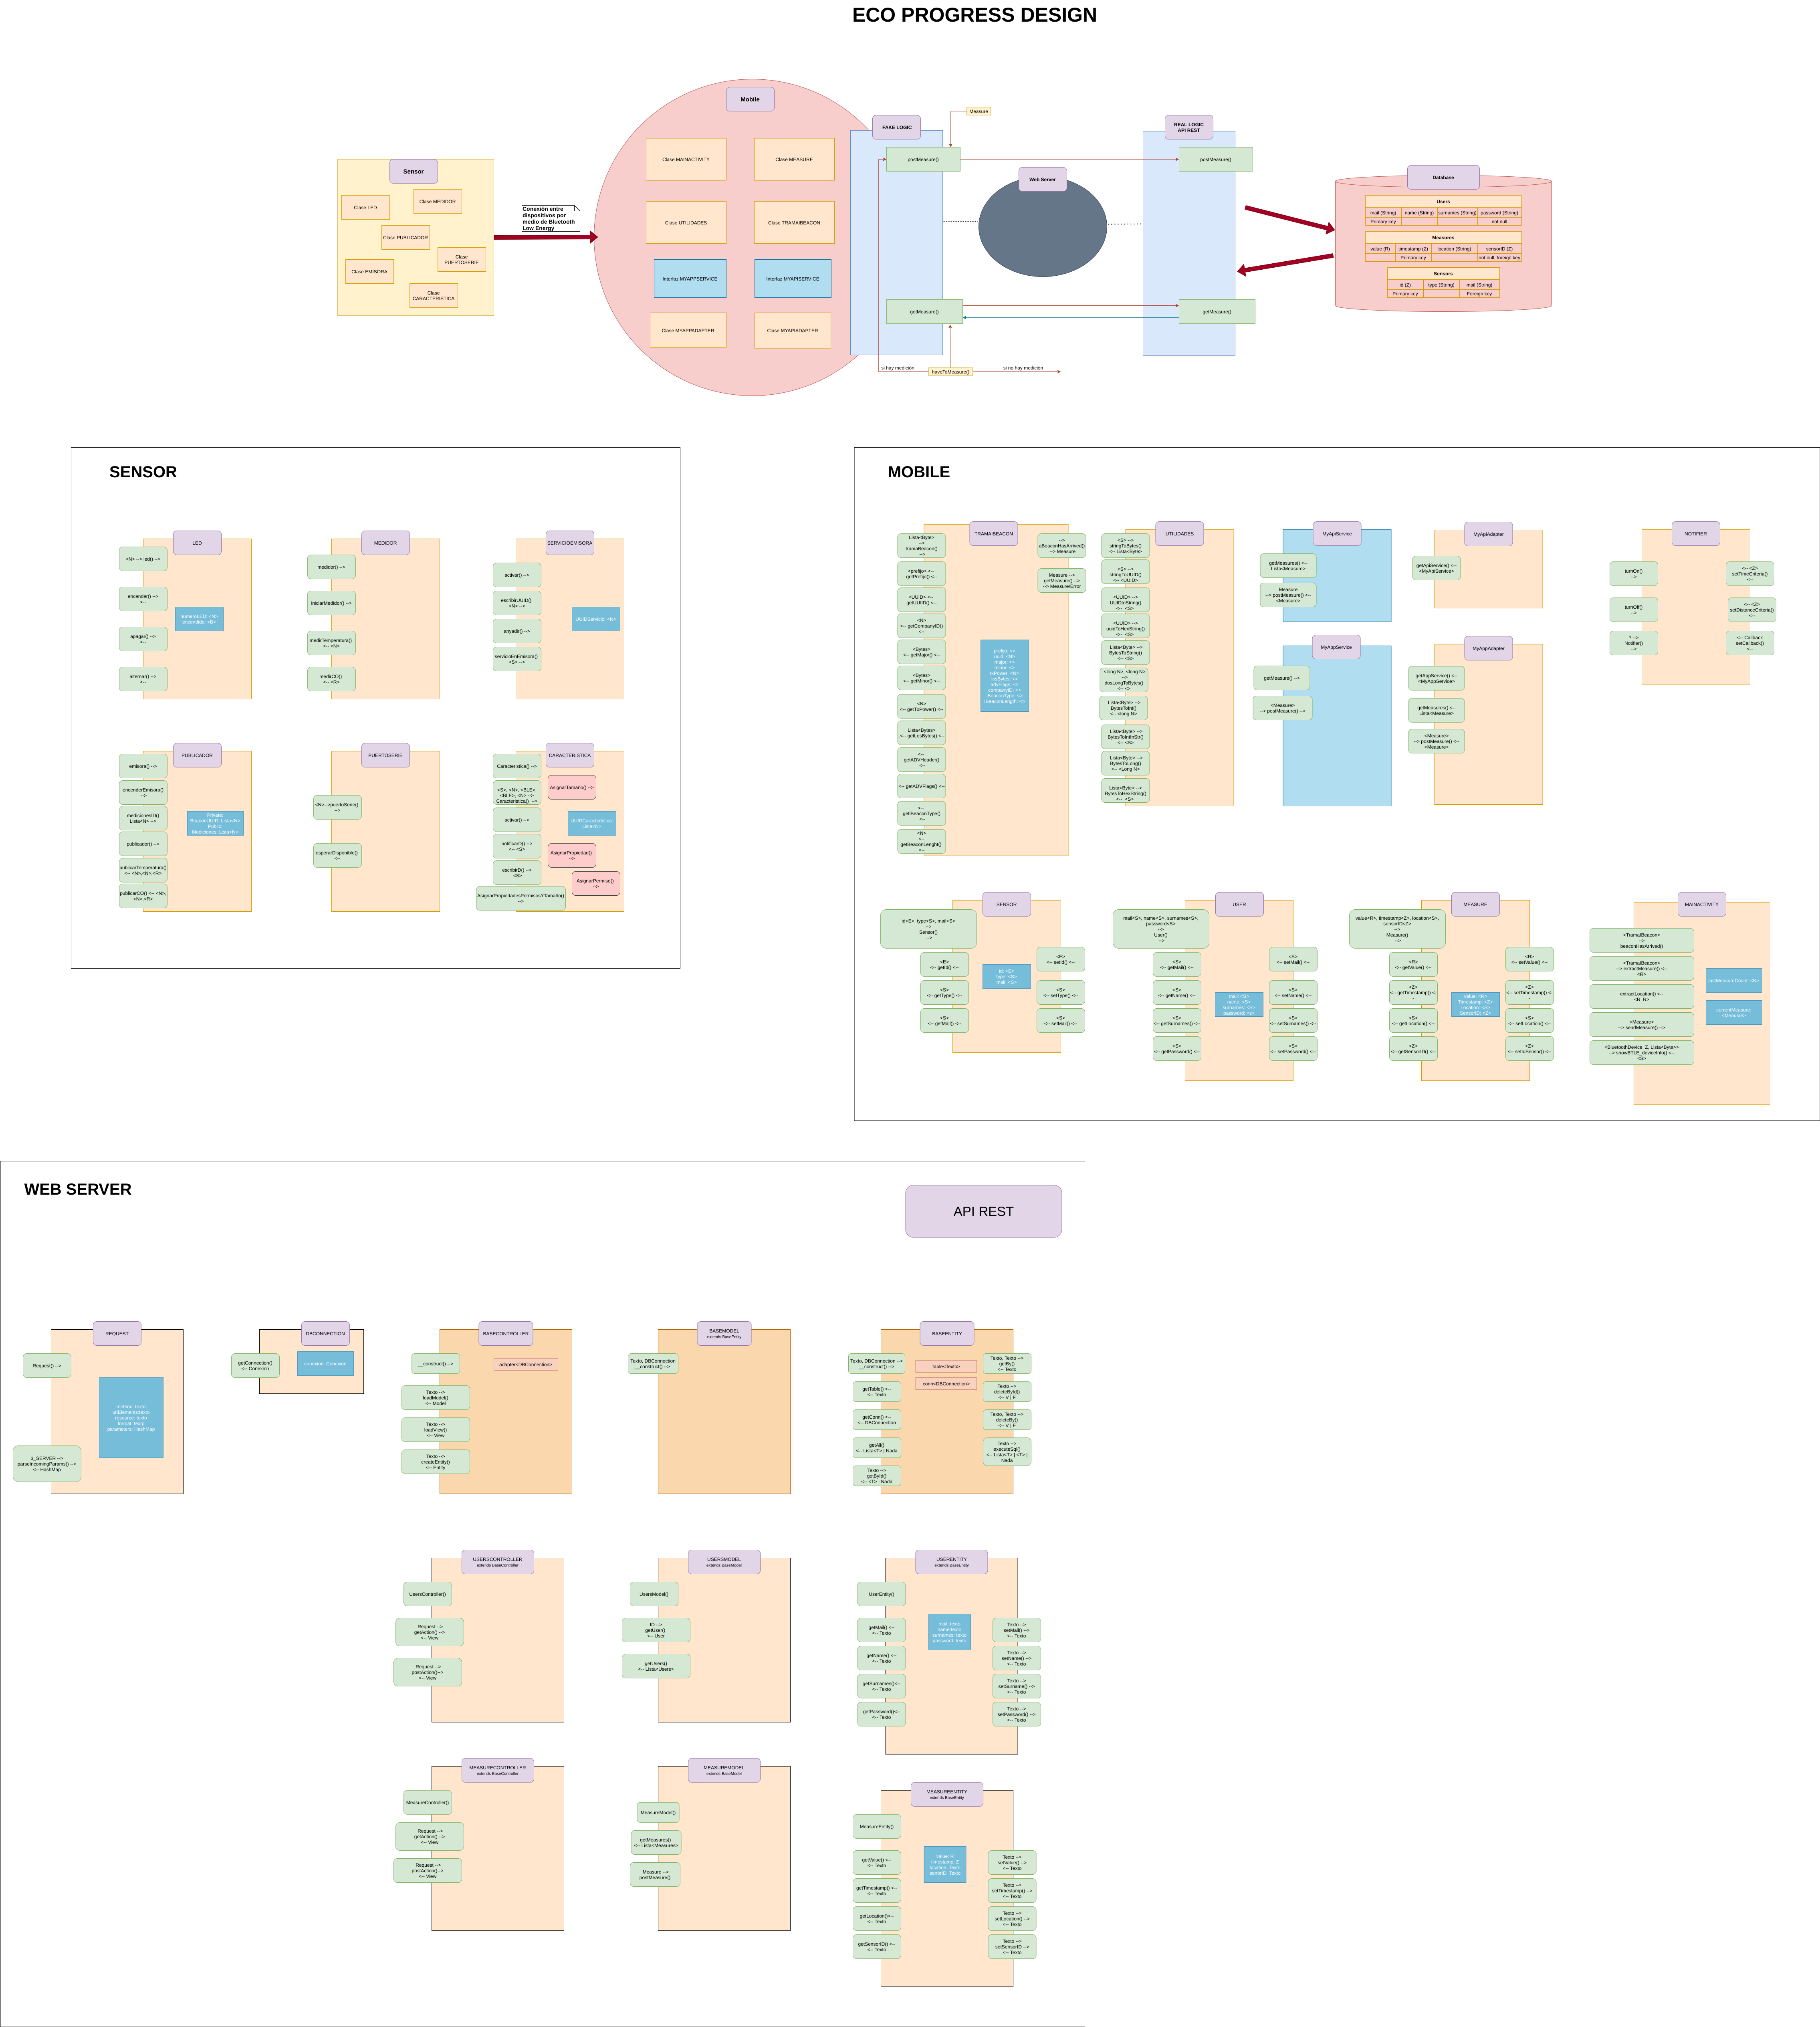 ECO PROGRESS DESIGN
Sensor
Clase LED
Clase MEDIDOR
Clase PUBLICADOR
Clase
PUERTOSERIE
Clase EMISORA
Clase
CARACTERISTICA
Conexión entre
dispositivos por
medio de Bluetooth
Low Energy
Mobile
Clase MAINACTIVITY
Clase MEASURE
Clase UTILIDADES
Clase TRAMAIBEACON
Interfaz MYAPPSERVICE
Interfaz MYAPISERVICE
Clase MYAPPADAPTER
Clase MYAPIADAPTER
FAKE LOGIC
Measure
postMeasure()
getMeasure()
si hay medición
haveToMeasure()
si no hay medición
Web Server
REAL LOGIC
API REST
postMeasure()
getMeasure()
Database
Users
mail (String) name (String) surnames (String) password (String)
Primary key not null
Measures
value (R) timestamp (Z) location (String) sensorID (Z)
Primary key not null, foreign key
Sensors
id (Z) type (String) mail (String)
Primary key Foreign key
SENSOR
LED
<N> --> led() -->
encender() -->
<--
apagar() -->
<--
alternar() -->
<--
numeroLED: <N>
encendido: <B>
MEDIDOR
medidor() -->
iniciarMedidor() -->
medirTemperatura()
<-- <N>
medirCO()
<-- <R>
SERVICIOEMISORA
activar() -->
escribirUUID()
<N> -->
anyadir() -->
servicioEnEmisora()
<S> -->
UUIDServicio: <N>
PUBLICADOR
emisora() -->
encenderEmisora()
-->
medicionesID()
Lista<N> -->
publicador() -->
publicarTemperatura()
<-- <N>,<N>,<R>
publicarCO() <-- <N>,
<N>,<R>
Private:
BeaconUUID: Lista<N>
Public:
Mediciones: Lista<N>
PUERTOSERIE
<N>-->puertoSerie()
-->
esperarDisponible()
<--
CARACTERISTICA
Caracteristica() -->
<S>, <N>, <BLE>,
<BLE>, <N> -->
Caracteristica() -->
activar() -->
notificarD() -->
<-- <S>
escribirD() -->
<S>
AsignarPropiedadesPermisosYTamaño()
-->
AsignarTamaño() -->
UUIDCaracteristica:
Lista<N>
AsignarPropiedad()
-->
AsignarPermiso()
-->
MOBILE
TRAMAIBEACON
Lista<Byte>
-->
tramaBeacon()
-->
<prefijo> <--
getPrefijo() <--
<UUID> <--
getUUID() <--
<N>
<-- getCompanyID()
<--
<Bytes>
<-- getMajor() <--
<Bytes>
<-- getMinor() <--
<N>
<-- getTxPower() <--
Lista<Bytes>
<-- getLosBytes() <--
<--
getADVHeader()
<--
<-- getADVFlags() <--
<--
getBeaconType()
<--
<N>
<--
getBeaconLenght()
<--
-->
aBeaconHasArrived()
--> Measure
Measure -->
getMeasure() -->
--> Measure/Error
prefijo: <>
uuid: <N>
major: <>
minor: <>
txPower: <N>
losBytes: <>
advFlags: <>
companyID: <>
iBeaconType: <>
iBeaconLength: <>
UTILIDADES
<S> -->
stringToBytes()
<-- Lista<Byte>
<S> -->
stringToUUID()
<-- <UUID>
<UUID> -->
UUIDtoString()
<-- <S>
<UUID> -->
uuidToHexString()
<-- <S>
Lista<Byte> -->
BytesToString()
<-- <S>
<long N>, <long N>
-->
dosLongToBytes()
<-- <>
Lista<Byte> -->
BytesToInt()
<-- <long N>
Lista<Byte> -->
BytesToIntInStr()
<-- <S>
Lista<Byte> -->
BytesToLong()
<-- <Long N>
Lista<Byte> -->
BytesToHexString()
<-- <S>
MyApiService
getMeasures() <--
Lista<Measure>
Measure
--> postMeasure() <--
<Measure>
MyApiAdapter
getApiService() <--
<MyApiService>
MyAppService
getMeasure() -->
<Measure>
--> postMeasure() -->
MyAppAdapter
getAppService() <--
<MyAppService>
getMeasures() <--
Lista<Measure>
<Measure>
--> postMeasure() <--
<Measure>
NOTIFIER
turnOn()
-->
turnOff()
-->
? -->
Notifier()
-->
<-- <Z>
setTimeCriteria()
<--
<-- <Z>
setDistanceCriteria()
<--
<-- Callback
setCallback()
<--
SENSOR
id<E>, type<S>, mail<S>
-->
Sensor()
-->
<E>
<-- getId() <--
<S>
<-- getType() <--
<S>
<-- getMail() <--
id: <E>
type: <S>
mail: <S>
<E>
<-- setId() <--
<S>
<-- setType() <--
<S>
<-- setMail() <--
USER
mail<S>, name<S>, surnames<S>,
password<S>
-->
User()
-->
<S>
<-- getMail() <--
<S>
<-- getName() <--
<S>
<-- getSurnames() <--
<S>
<-- getPassword() <--
mail: <S>
name: <S>
surnames: <S>
password: <s>
<S>
<-- setMail() <--
<S>
<-- setName() <--
<S>
<-- setSurnames() <--
<S>
<-- setPassword() <--
MEASURE
value<R>, timestamp<Z>, location<S>,
sensorID<Z>
-->
Measure()
-->
<R>
<-- getValue() <--
<Z>
<-- getTimestamp() <--
<S>
<-- getLocation() <--
<Z>
<-- getSensorID() <--
Value: <R>
Timestamp: <Z>
Location: <S>
SensorID: <Z>
<R>
<-- setValue() <--
<Z>
<-- setTimestamp() <-
-
<S>
<-- setLocation() <--
<Z>
<-- setIdSensor() <--
MAINACTIVITY
<TramaIBeacon>
-->
beaconHasArrived()
<TramaIBeacon>
--> extractMeasure() <--
<R>
extractLocation() <--
<R, R>
<Measure>
--> sendMeasure() -->
<BluetoothDevice, Z, Lista<Byte>>
--> showBTLE_deviceInfo() <--
<S>
lastMeasureCount: <N>
currentMeasure
<Measure>
WEB SERVER
API REST
REQUEST
Request() -->
method: texto
urlElements:texto
resource: texto
format: texto
parameters: HashMap
$_SERVER -->
parseIncomingParams() -->
<-- HashMap
DBCONNECTION
getConnection()
<-- Conexion
conexion: Conexion
BASECONTROLLER
__construct() -->
adapter<DBConnection>
Texto -->
loadModel()
<-- Model
Texto -->
loadView()
<-- View
Texto -->
createEntity()
<-- Entity
BASEMODEL
extends BaseEntity
Texto, DBConnection
__construct() -->
BASEENTITY
Texto, DBConnection -->
__construct() -->
getTable() <--
<-- Texto
getConn() <--
<-- DBConnection
getAll()
<-- Lista<T> | Nada
Texto -->
getById()
<-- <T> | Nada
table<Texto>
conn<DBConnection>
Texto, Texto -->
getBy()
<-- Texto
Texto -->
deleteById()
<-- V | F
Texto, Texto -->
deleteBy()
<-- V | F
Texto -->
executeSql()
<-- Lista<T> | <T> |
Nada
USERSCONTROLLER
extends BaseController
UsersController()
Request -->
getAction() -->
<-- View
Request -->
postAction()-->
<-- View
USERSMODEL
extends BaseModel
UsersModel()
ID -->
getUser()
<-- User
getUsers()
<-- Lista<Users>
USERENTITY
extends BaseEntity
UserEntity()
getMail() <--
<-- Texto
getName() <--
<-- Texto
getSurnames()<--
<-- Texto
getPassword()<--
<-- Texto
mail: texto
name:texto
surnames: texto
password: texto
Texto -->
setMail() -->
<-- Texto
Texto -->
setName() -->
<-- Texto
Texto -->
setSurname() -->
<-- Texto
Texto -->
setPassword() -->
<-- Texto
MEASURECONTROLLER
extends BaseController
MeasureController()
Request -->
getAction() -->
<-- View
Request -->
postAction()-->
<-- View
MEASUREMODEL
extends BaseModel
MeasureModel()
getMeasures()
<-- Lista<Measures>
Measure -->
postMeasure()
MEASUREENTITY
extends BaseEntity
MeasureEntity()
getValue() <--
<-- Texto
getTimestamp() <--
<-- Texto
getLocation()<--
<-- Texto
getSensorID() <--
<-- Texto
value: R
timestamp: Z
location: Texto
senorID: Texto
Texto -->
setValue() -->
<-- Texto
Texto -->
setTimestamp() -->
<-- Texto
Texto -->
setLocation() -->
<-- Texto
Texto -->
setSensorID -->
<-- Texto